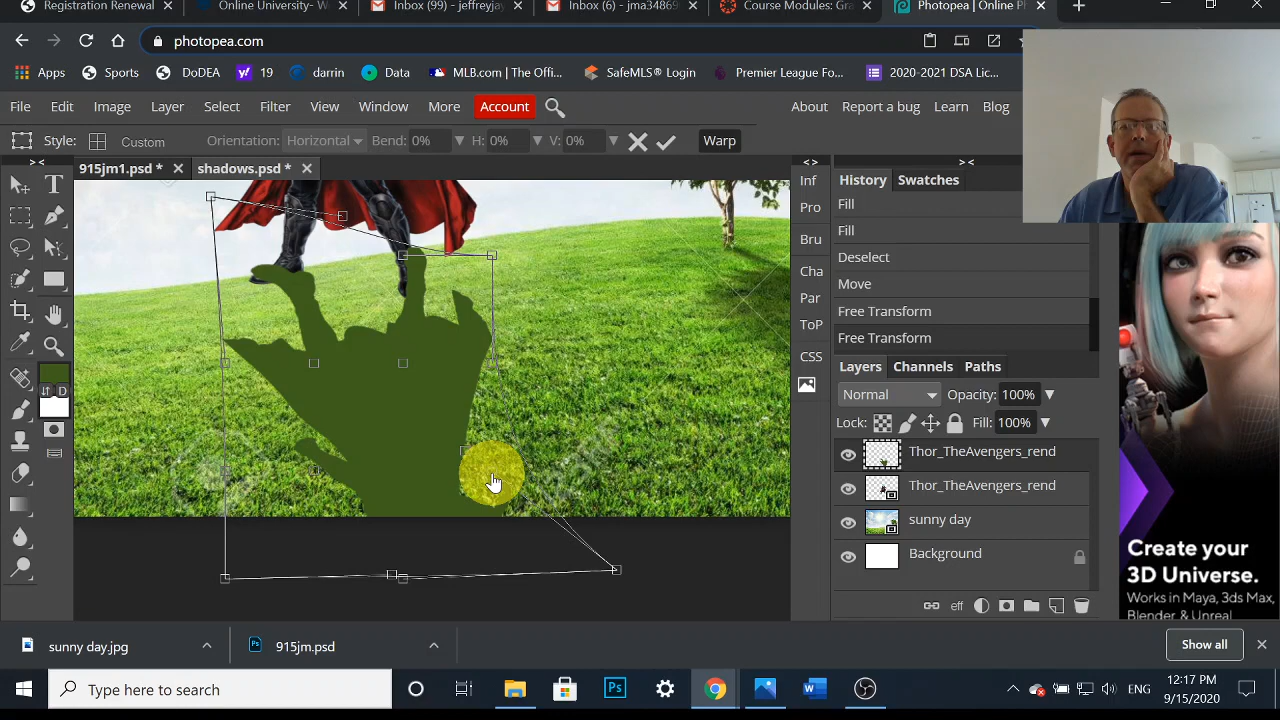 Registration Renewal
Online University- W
Inbox (99) - jeffreyjay
Inbox (6) - jma34869
Course Modules: Gra
Photopea | Online Ph
photopea.com
Apps
Sports
DoDEA
19
darrin
Data
MLB.com | The Offi...
SafeMLS® Login
Premier League Fo...
2020-2021 DSA Lic...
File
Edit
Image
Layer
Select
Filter
View
Window
More
Account
About
Report a bug
Learn
Blog
Style:
Custom
Orientation: Horizontal
Bend: 0%
H: 0%
V: 0%
Warp
> <
915jm1.psd *
shadows.psd *
< >
> <
Inf
Pro
Bru
Cha
Par
ToP
CSS
History
Swatches
Fill
Fill
Deselect
Move
Free Transform
Free Transform
Layers
Channels
Paths
Normal
Opacity: 100%
Lock:
Fill: 100%
Thor_TheAvengers_rend
Thor_TheAvengers_rend
sunny day
Background
eff
D
Create your
3D Universe.
Works in Maya, 3ds Max,
Blender & Unreal
sunny day.jpg
915jm.psd
Show all
Type here to search
ENG
12:17 PM
9/15/2020